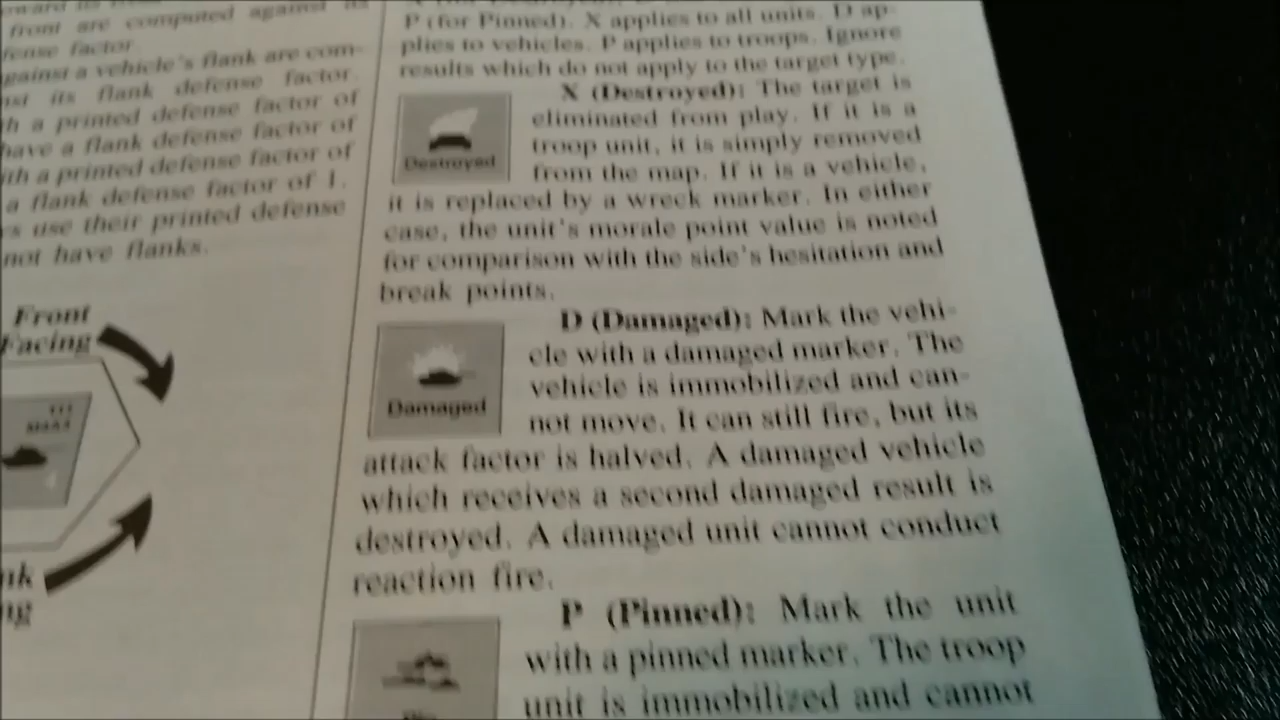 front are computed against its
fense factor.
gainst a vehicle's flank are com-
nst its flank defense factor.
th a printed defense factor of
have a flank defense factor of
ith a printed defense factor of
a flank defense factor of 1.
s use their printed defense
not have flanks.
Front
Facing
nk
ng
P (for Pinned). X applies to all units. D ap-
plies to vehicles. P applies to troops. Ignore
results which do not apply to the target type.
Destroyed
X (Destroyed): The target is
eliminated from play. If it is a
troop unit, it is simply removed
from the map. If it is a vehicle,
it is replaced by a wreck marker. In either
case, the unit's morale point value is noted
for comparison with the side's hesitation and
break points.
Damaged
D (Damaged): Mark the vehi-
cle with a damaged marker. The
vehicle is immobilized and can-
not move. It can still fire, but its
attack factor is halved. A damaged vehicle
which receives a second damaged result is
destroyed. A damaged unit cannot conduct
reaction fire.
P (Pinned): Mark the unit
with a pinned marker. The troop
unit is immobilized and cannot